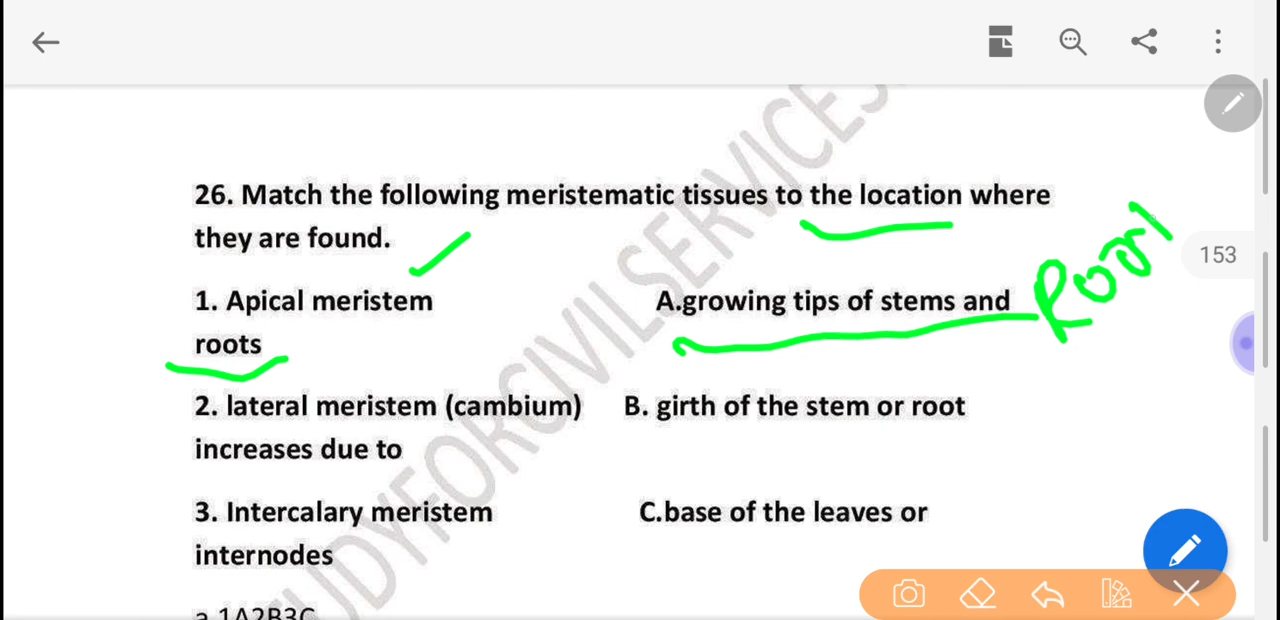 153
STUDYFORCIVILSERVICES
26. Match the following meristematic tissues to the location where
they are found.
1. Apical meristem A.growing tips of stems and
roots
2. lateral meristem (cambium) B. girth of the stem or root
increases due to
3. Intercalary meristem C.base of the leaves or
internodes
a.1A2B3C